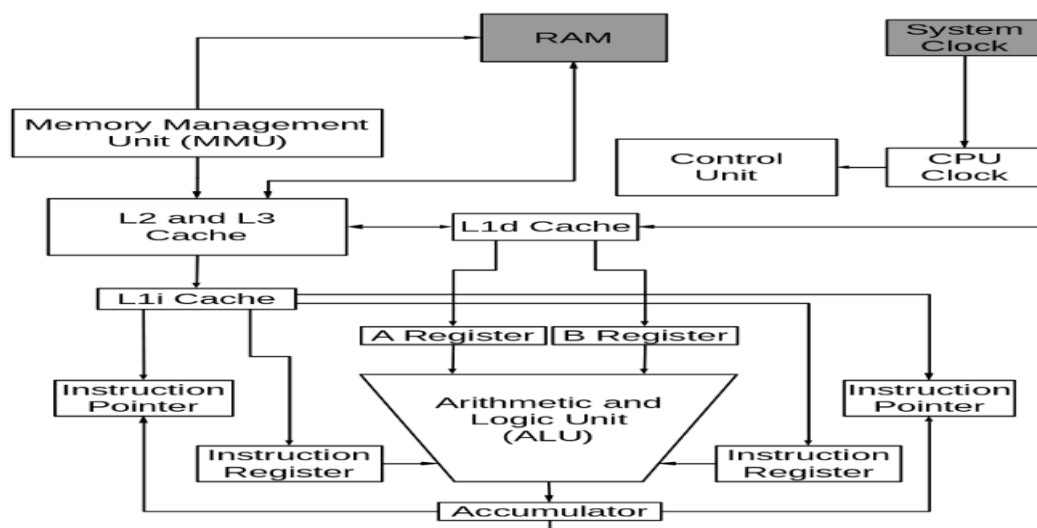 RAM
System
Clock
Memory Management
Unit (MMU)
Control
Unit
CPU
Clock
L2 and L3
Cache
L1d Cache
L1i Cache
A Register
B Register
Instruction
Pointer
Arithmetic and
Logic Unit
(ALU)
Instruction
Pointer
Instruction
Register
Instruction
Register
Accumulator